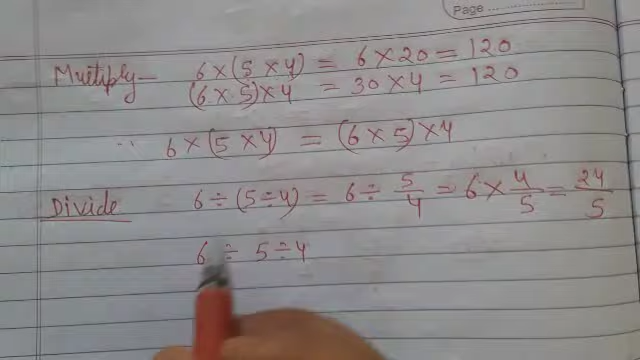 Page
Multiply— 6 × (5 × 4) = 6 × 20 = 120
(6 × 5) × 4 = 30 × 4 = 120
∵ 6 × (5 × 4) = (6 × 5) × 4
Divide 6 ÷ (5 ÷ 4) = 6 ÷ 5/4 = 6 × 4/5 = 24/5
6 ÷ 5 ÷ 4